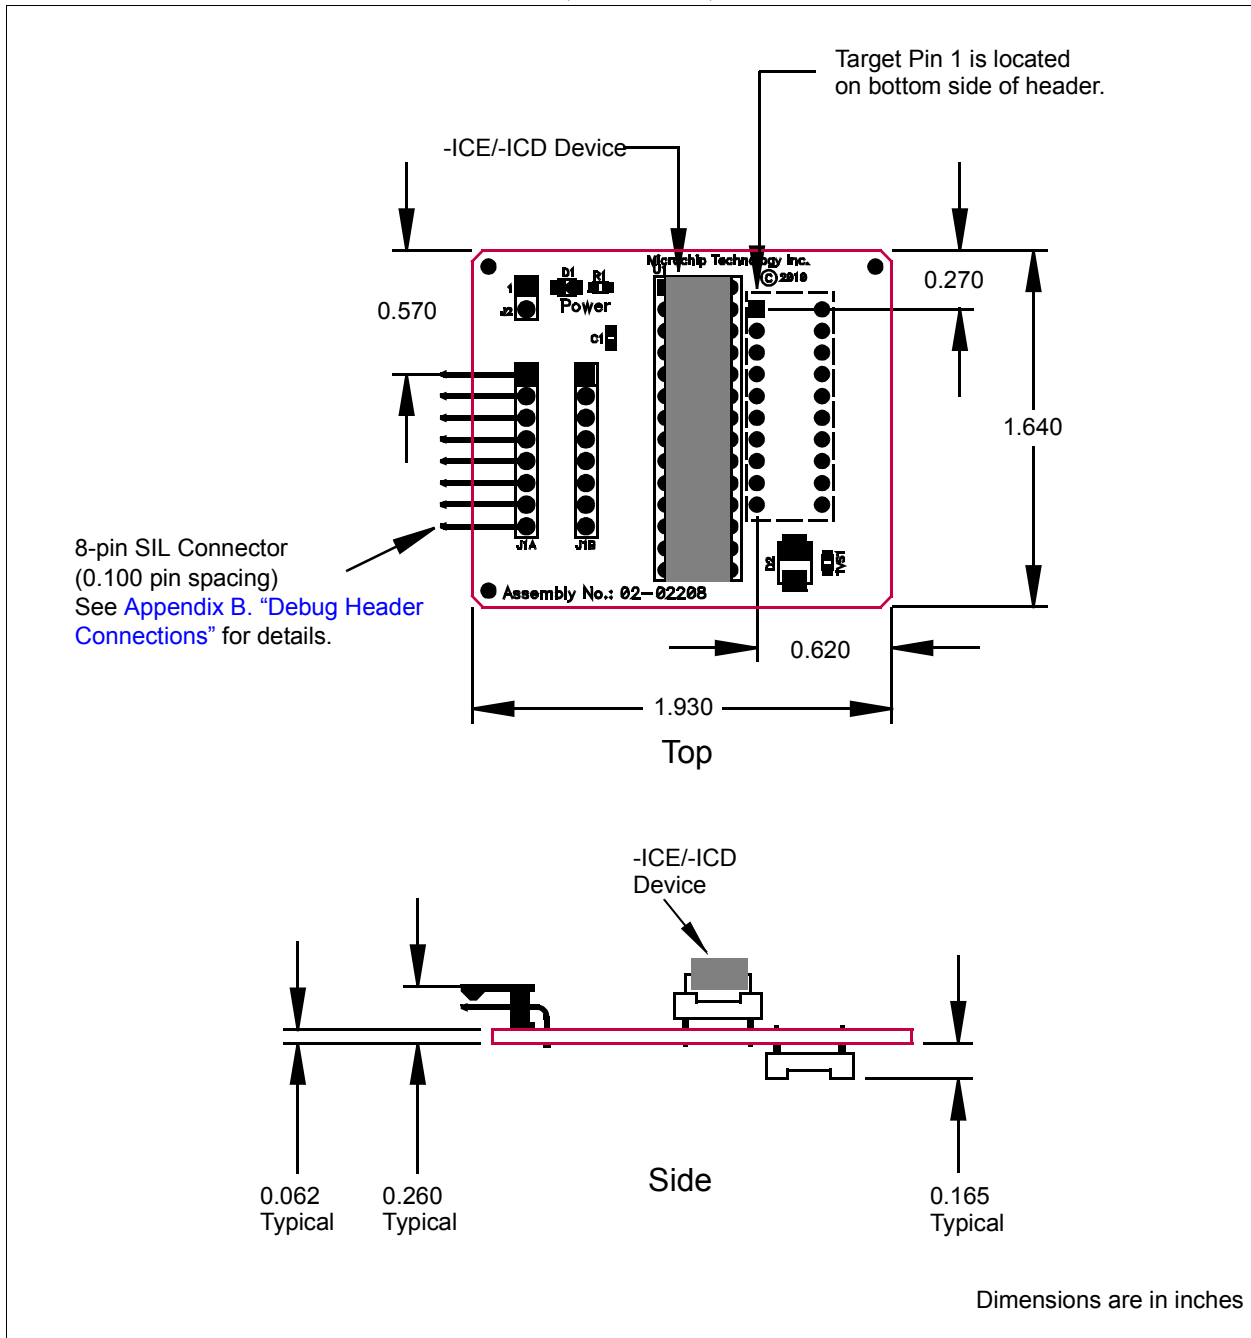 Target Pin 1 is located
on bottom side of header.
-ICE/-ICD Device
Microchip Technology Inc.
© 2010
U1
D1
R1
1
Power
J2
C1
0.570
0.270
1.640
8-pin SIL Connector
(0.100 pin spacing)
See Appendix B. “Debug Header
Connections” for details.
J1A
J1B
D2
TVS1
Assembly No.: 02-02208
0.620
1.930
Top
-ICE/-ICD
Device
Side
0.062
Typical
0.260
Typical
0.165
Typical
Dimensions are in inches